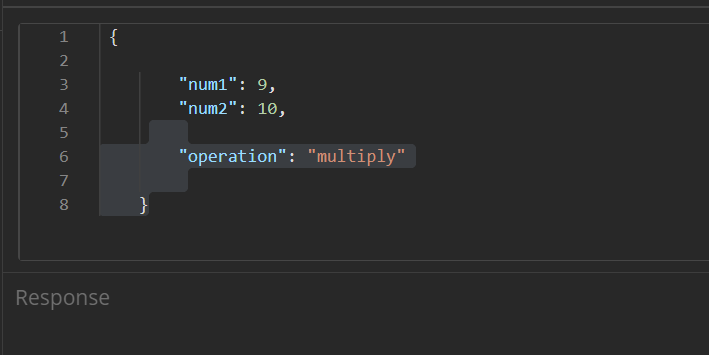 1 {
2
3 "num1": 9,
4 "num2": 10,
5
6 "operation": "multiply"
7
8 }
Response